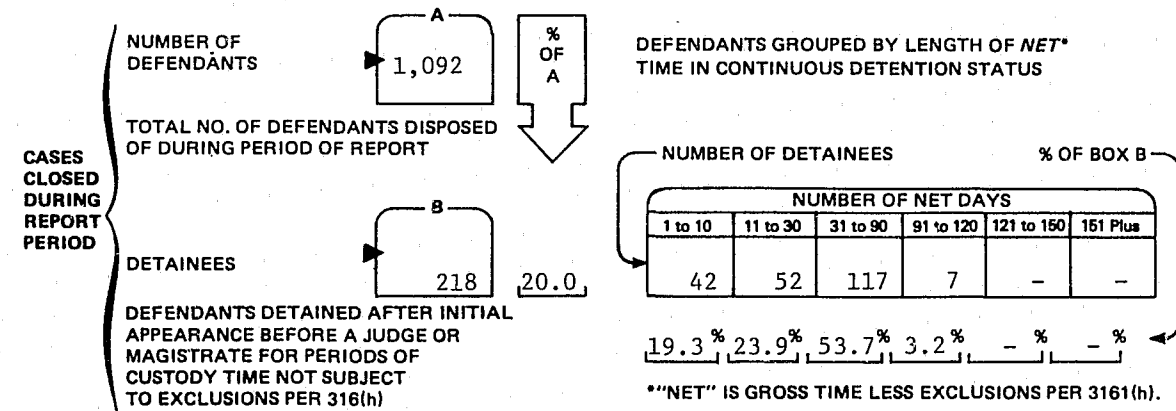 CASES
CLOSED
DURING
REPORT
PERIOD
NUMBER OF
DEFENDANTS
A
1,092
%
OF
A
TOTAL NO. OF DEFENDANTS DISPOSED
OF DURING PERIOD OF REPORT
B
DETAINEES
218
20.0
DEFENDANTS DETAINED AFTER INITIAL
APPEARANCE BEFORE A JUDGE OR
MAGISTRATE FOR PERIODS OF
CUSTODY TIME NOT SUBJECT
TO EXCLUSIONS PER 316(h)
DEFENDANTS GROUPED BY LENGTH OF NET*
TIME IN CONTINUOUS DETENTION STATUS
NUMBER OF DETAINEES % OF BOX B
NUMBER OF NET DAYS
1 to 10 11 to 30 31 to 90 91 to 120 121 to 150 151 Plus
42 52 117 7 – –
19.3% 23.9% 53.7% 3.2% – % – %
*"NET" IS GROSS TIME LESS EXCLUSIONS PER 3161(h).